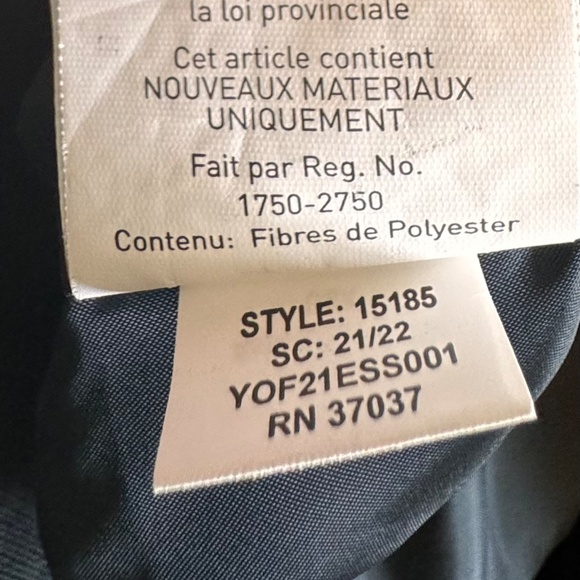 la loi provinciale
Cet article contient
NOUVEAUX MATERIAUX
UNIQUEMENT
Fait par Reg. No.
1750-2750
Contenu: Fibres de Polyester
STYLE: 15185
SC: 21/22
YOF21ESS001
RN 37037